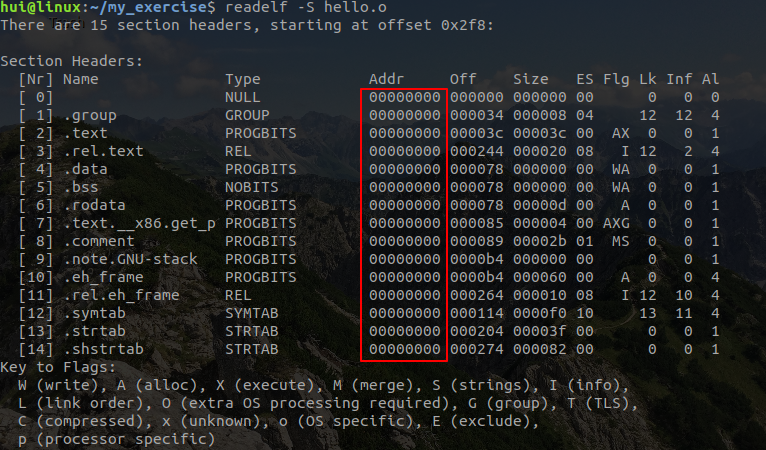 hui@linux:~/my_exercise$ readelf -S hello.o
There are 15 section headers, starting at offset 0x2f8:
Section Headers:
  [Nr] Name              Type            Addr     Off    Size   ES Flg Lk Inf Al
  [ 0]                   NULL            00000000 000000 000000 00      0   0  0
  [ 1] .group            GROUP           00000000 000034 000008 04     12  12  4
  [ 2] .text             PROGBITS        00000000 00003c 00003c 00  AX  0   0  1
  [ 3] .rel.text         REL             00000000 000244 000020 08   I 12   2  4
  [ 4] .data             PROGBITS        00000000 000078 000000 00  WA  0   0  1
  [ 5] .bss              NOBITS          00000000 000078 000000 00  WA  0   0  1
  [ 6] .rodata           PROGBITS        00000000 000078 00000d 00   A  0   0  1
  [ 7] .text.__x86.get_p PROGBITS        00000000 000085 000004 00 AXG  0   0  1
  [ 8] .comment          PROGBITS        00000000 000089 00002b 01  MS  0   0  1
  [ 9] .note.GNU-stack   PROGBITS        00000000 0000b4 000000 00      0   0  1
  [10] .eh_frame         PROGBITS        00000000 0000b4 000060 00   A  0   0  4
  [11] .rel.eh_frame     REL             00000000 000264 000010 08   I 12  10  4
  [12] .symtab           SYMTAB          00000000 000114 0000f0 10     13  11  4
  [13] .strtab           STRTAB          00000000 000204 00003f 00      0   0  1
  [14] .shstrtab         STRTAB          00000000 000274 000082 00      0   0  1
Key to Flags:
  W (write), A (alloc), X (execute), M (merge), S (strings), I (info),
  L (link order), O (extra OS processing required), G (group), T (TLS),
  C (compressed), x (unknown), o (OS specific), E (exclude),
  p (processor specific)